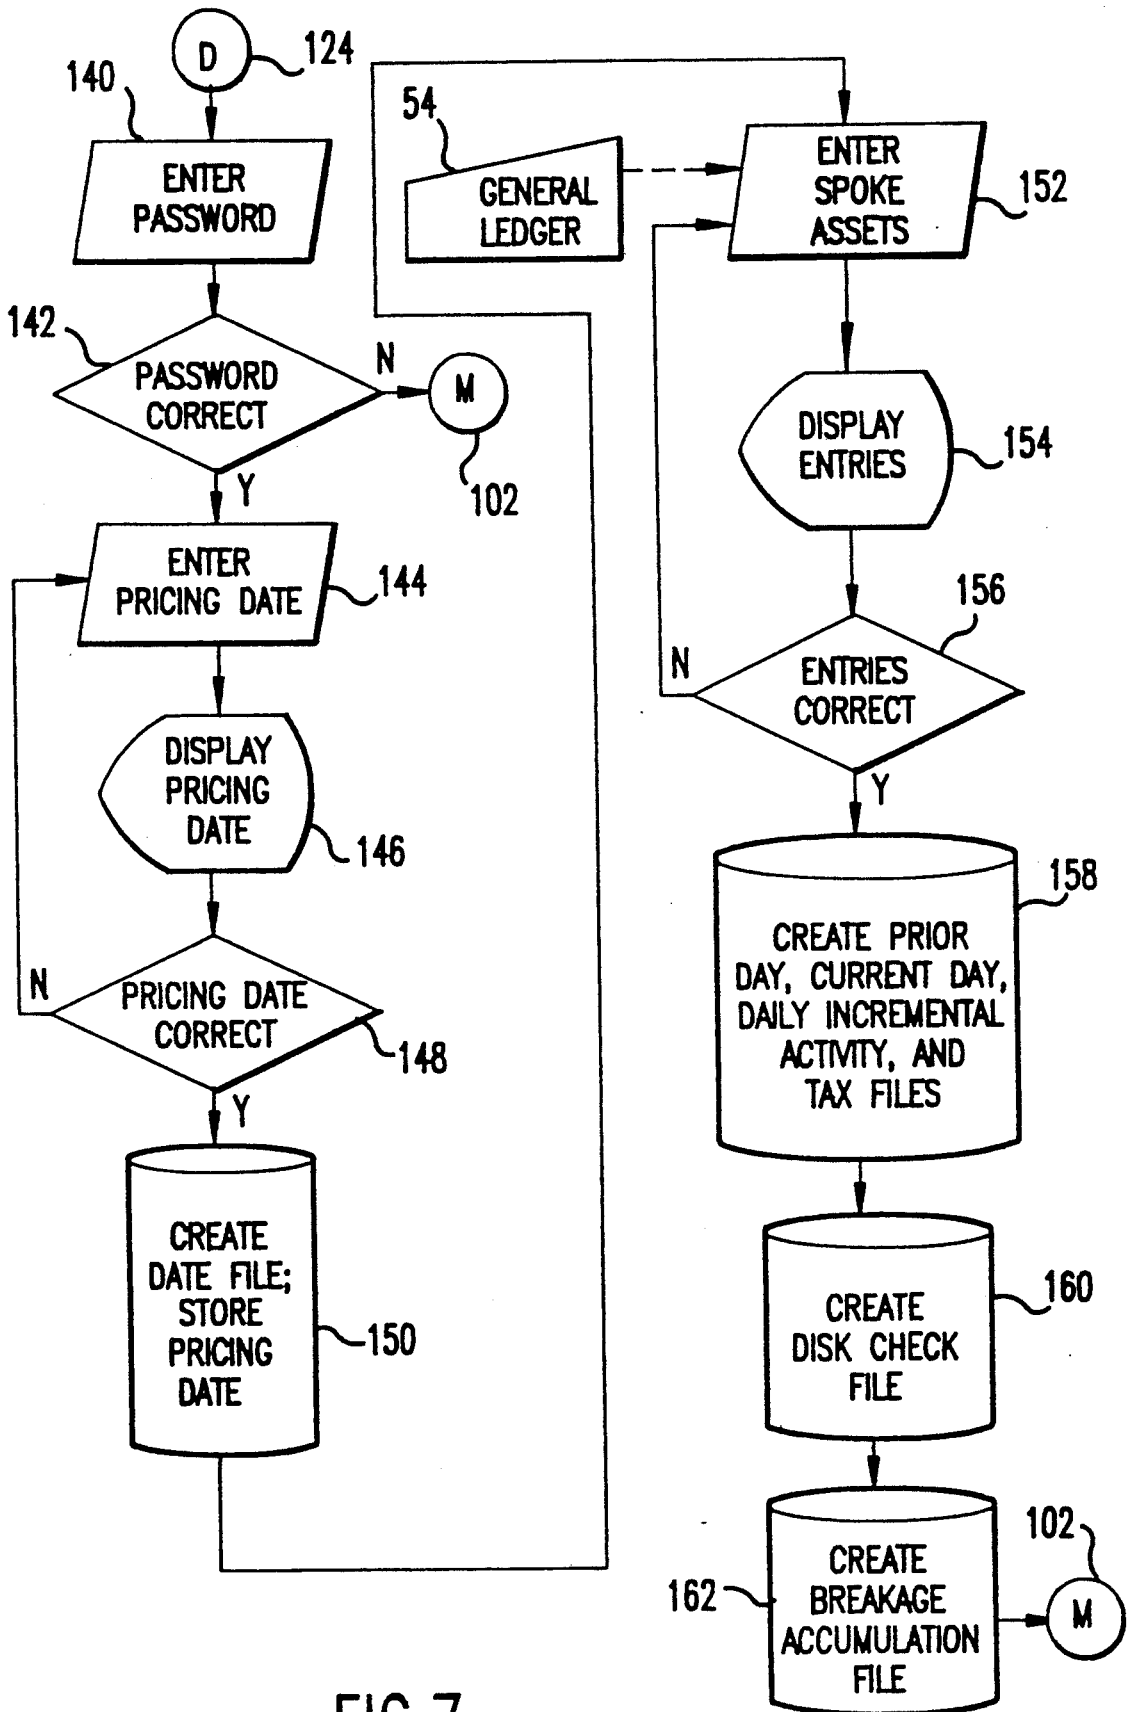 D
124
140
ENTER
PASSWORD
142
PASSWORD
CORRECT
N
M
102
Y
ENTER
PRICING DATE
144
DISPLAY
PRICING
DATE
146
N
PRICING DATE
CORRECT
148
Y
CREATE
DATE FILE;
STORE
PRICING
DATE
150
54
GENERAL
LEDGER
ENTER
SPOKE
ASSETS
152
DISPLAY
ENTRIES
154
156
N
ENTRIES
CORRECT
Y
158
CREATE PRIOR
DAY, CURRENT DAY,
DAILY INCREMENTAL
ACTIVITY, AND
TAX FILES
160
CREATE
DISK CHECK
FILE
162
CREATE
BREAKAGE
ACCUMULATION
FILE
102
M
FIG. 7